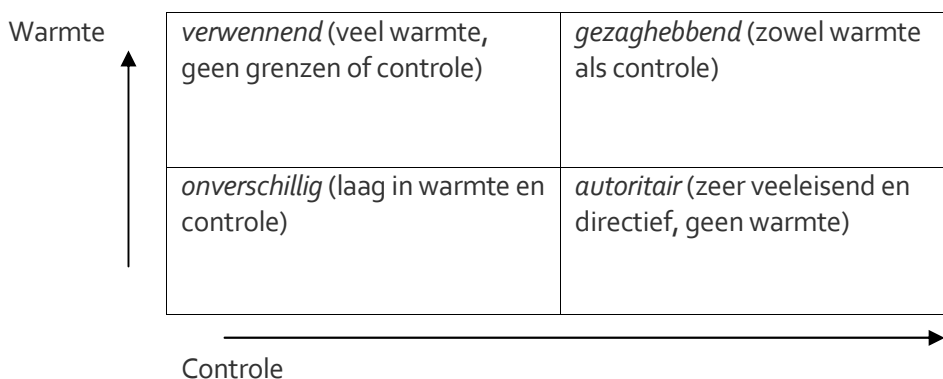 Warmte
verwennend (veel warmte,
geen grenzen of controle)
gezaghebbend (zowel warmte
als controle)
onverschillig (laag in warmte en
controle)
autoritair (zeer veeleisend en
directief, geen warmte)
Controle